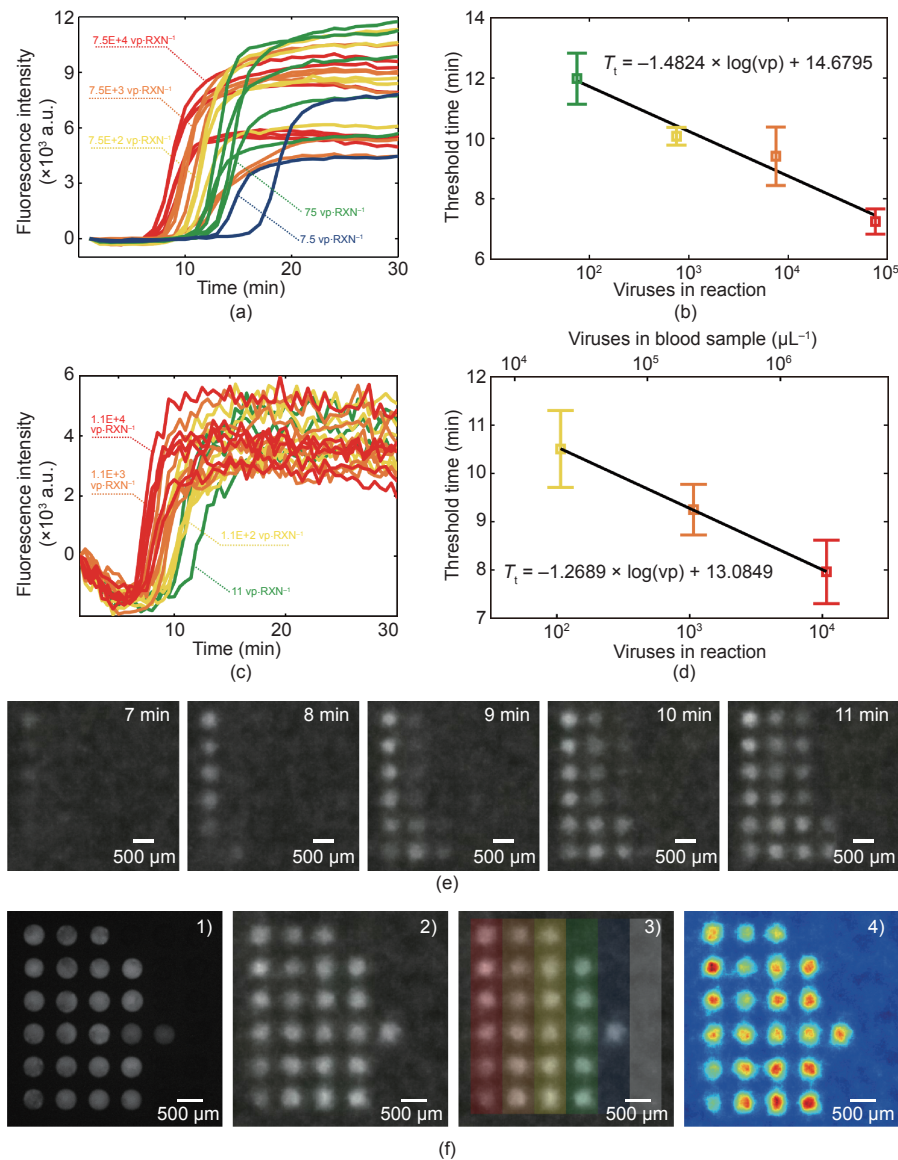 12
9
6
3
0
10
20
30
Fluorescence intensity
(×10³ a.u.)
Time (min)
7.5E+4 vp·RXN⁻¹
7.5E+3 vp·RXN⁻¹
7.5E+2 vp·RXN⁻¹
75 vp·RXN⁻¹
7.5 vp·RXN⁻¹
(a)
14
12
10
8
6
Threshold time (min)
Tₜ = –1.4824 × log(vp) + 14.6795
10²
10³
10⁴
10⁵
Viruses in reaction
(b)
6
4
2
0
10
20
30
Fluorescence intensity
(×10³ a.u.)
Time (min)
1.1E+4
vp·RXN⁻¹
1.1E+3
vp·RXN⁻¹
1.1E+2 vp·RXN⁻¹
11 vp·RXN⁻¹
(c)
Viruses in blood sample (µL⁻¹)
10⁴
10⁵
10⁶
12
11
10
9
8
7
Threshold time (min)
Tₜ = –1.2689 × log(vp) + 13.0849
10²
10³
10⁴
Viruses in reaction
(d)
7 min
500 µm
8 min
500 µm
9 min
500 µm
10 min
500 µm
11 min
500 µm
(e)
1)
500 µm
2)
500 µm
3)
500 µm
4)
500 µm
(f)